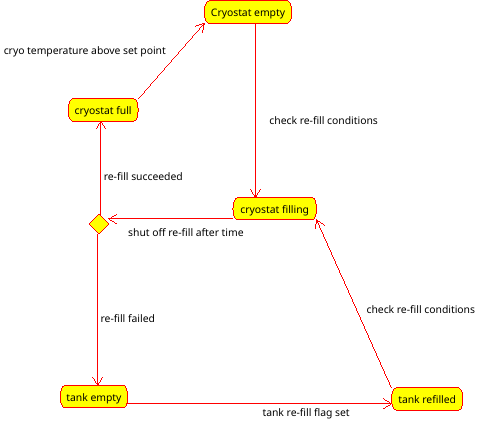 Cryostat empty
cryo temperature above set point
cryostat full
check re-fill conditions
re-fill succeeded
cryostat filling
shut off re-fill after time
check re-fill conditions
re-fill failed
tank empty
tank refilled
tank re-fill flag set